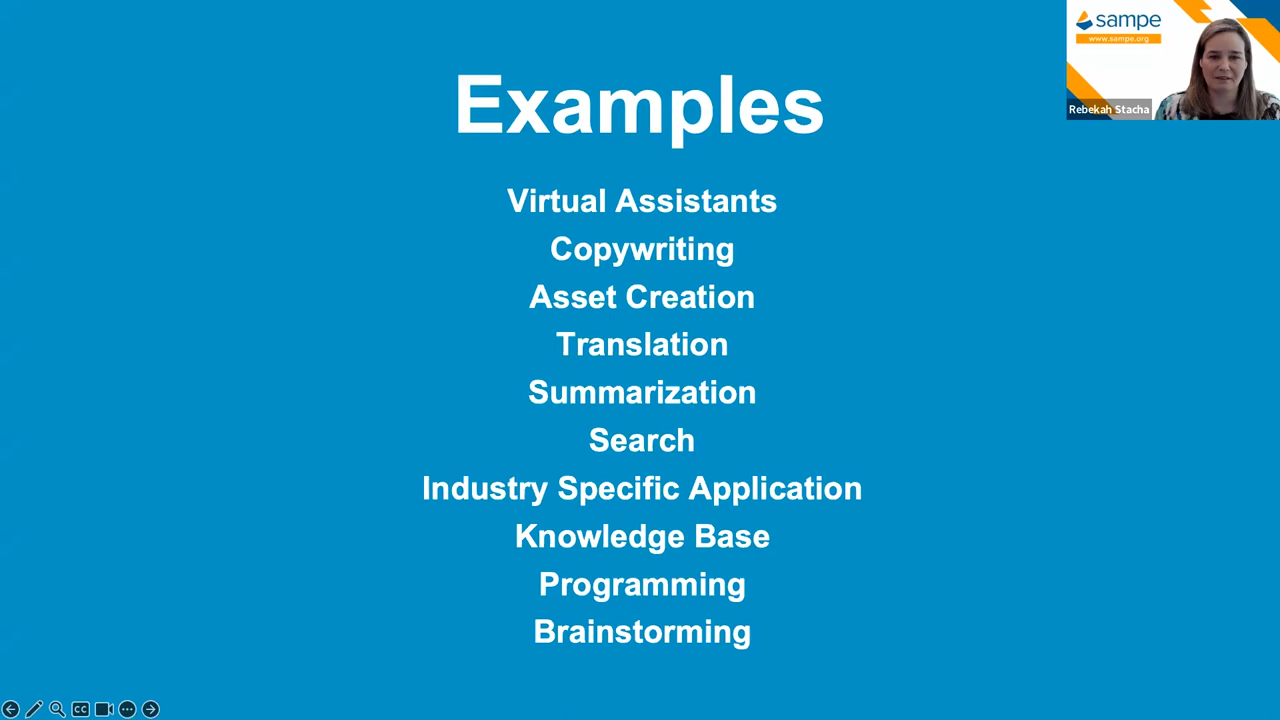 Examples
Virtual Assistants
Copywriting
Asset Creation
Translation
Summarization
Search
Industry Specific Application
Knowledge Base
Programming
Brainstorming
sampe
www.sampe.org
Rebekah Stacha
CC